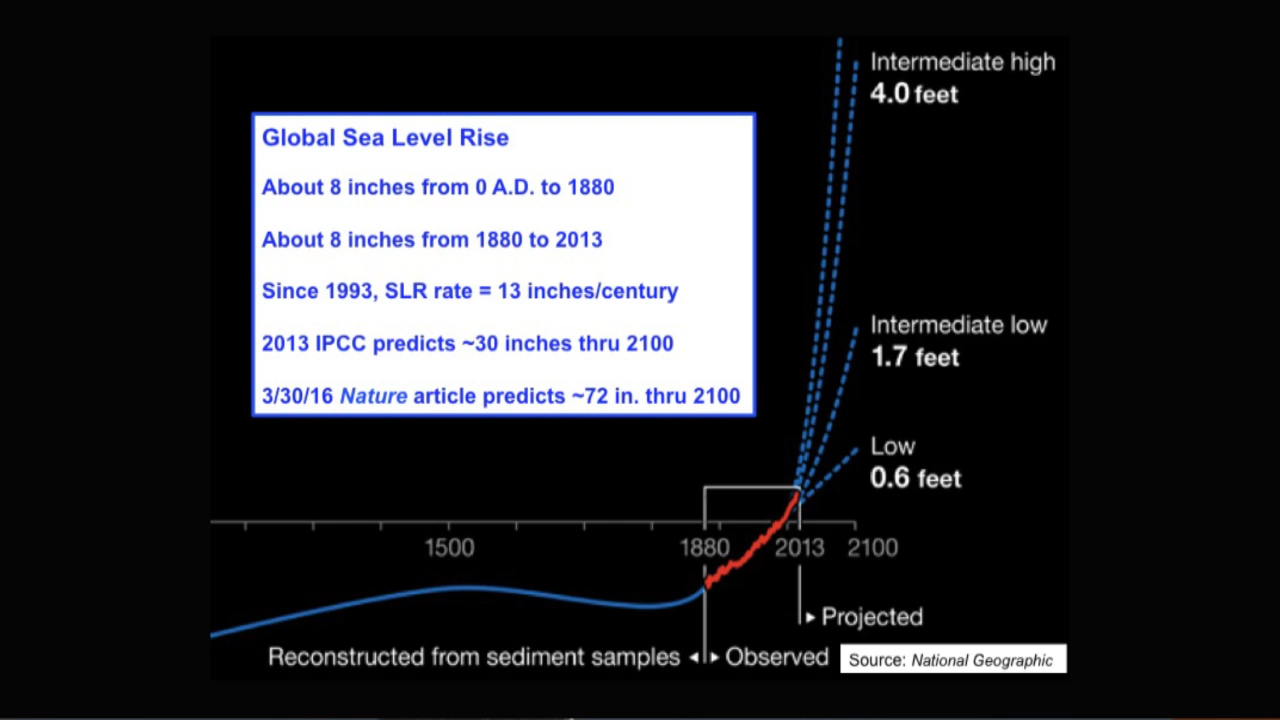 Intermediate high
4.0 feet
Global Sea Level Rise
About 8 inches from 0 A.D. to 1880
About 8 inches from 1880 to 2013
Since 1993, SLR rate = 13 inches/century
2013 IPCC predicts ~30 inches thru 2100
3/30/16 Nature article predicts ~72 in. thru 2100
Intermediate low
1.7 feet
Low
0.6 feet
1500 1880 2013 2100
▸ Projected
Reconstructed from sediment samples ◂ ▸ Observed
Source: National Geographic